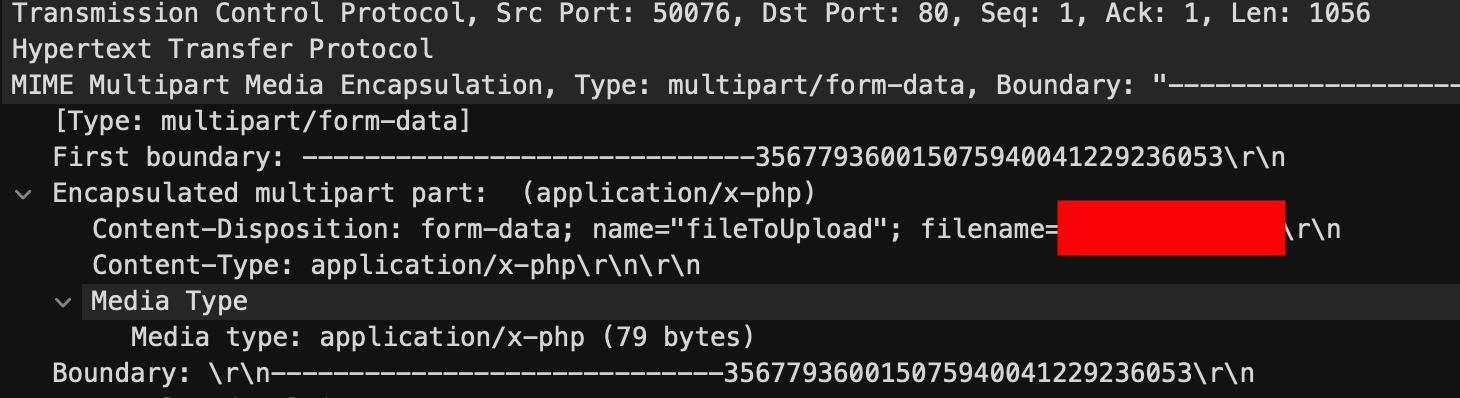 Transmission Control Protocol, Src Port: 50076, Dst Port: 80, Seq: 1, Ack: 1, Len: 1056
Hypertext Transfer Protocol
MIME Multipart Media Encapsulation, Type: multipart/form-data, Boundary: "-------------------
[Type: multipart/form-data]
First boundary: -----------------------------356779360015075940041229236053\r\n
Encapsulated multipart part:  (application/x-php)
Content-Disposition: form-data; name="fileToUpload"; filename=\r\n
Content-Type: application/x-php\r\n\r\n
Media Type
Media type: application/x-php (79 bytes)
Boundary: \r\n-----------------------------356779360015075940041229236053\r\n